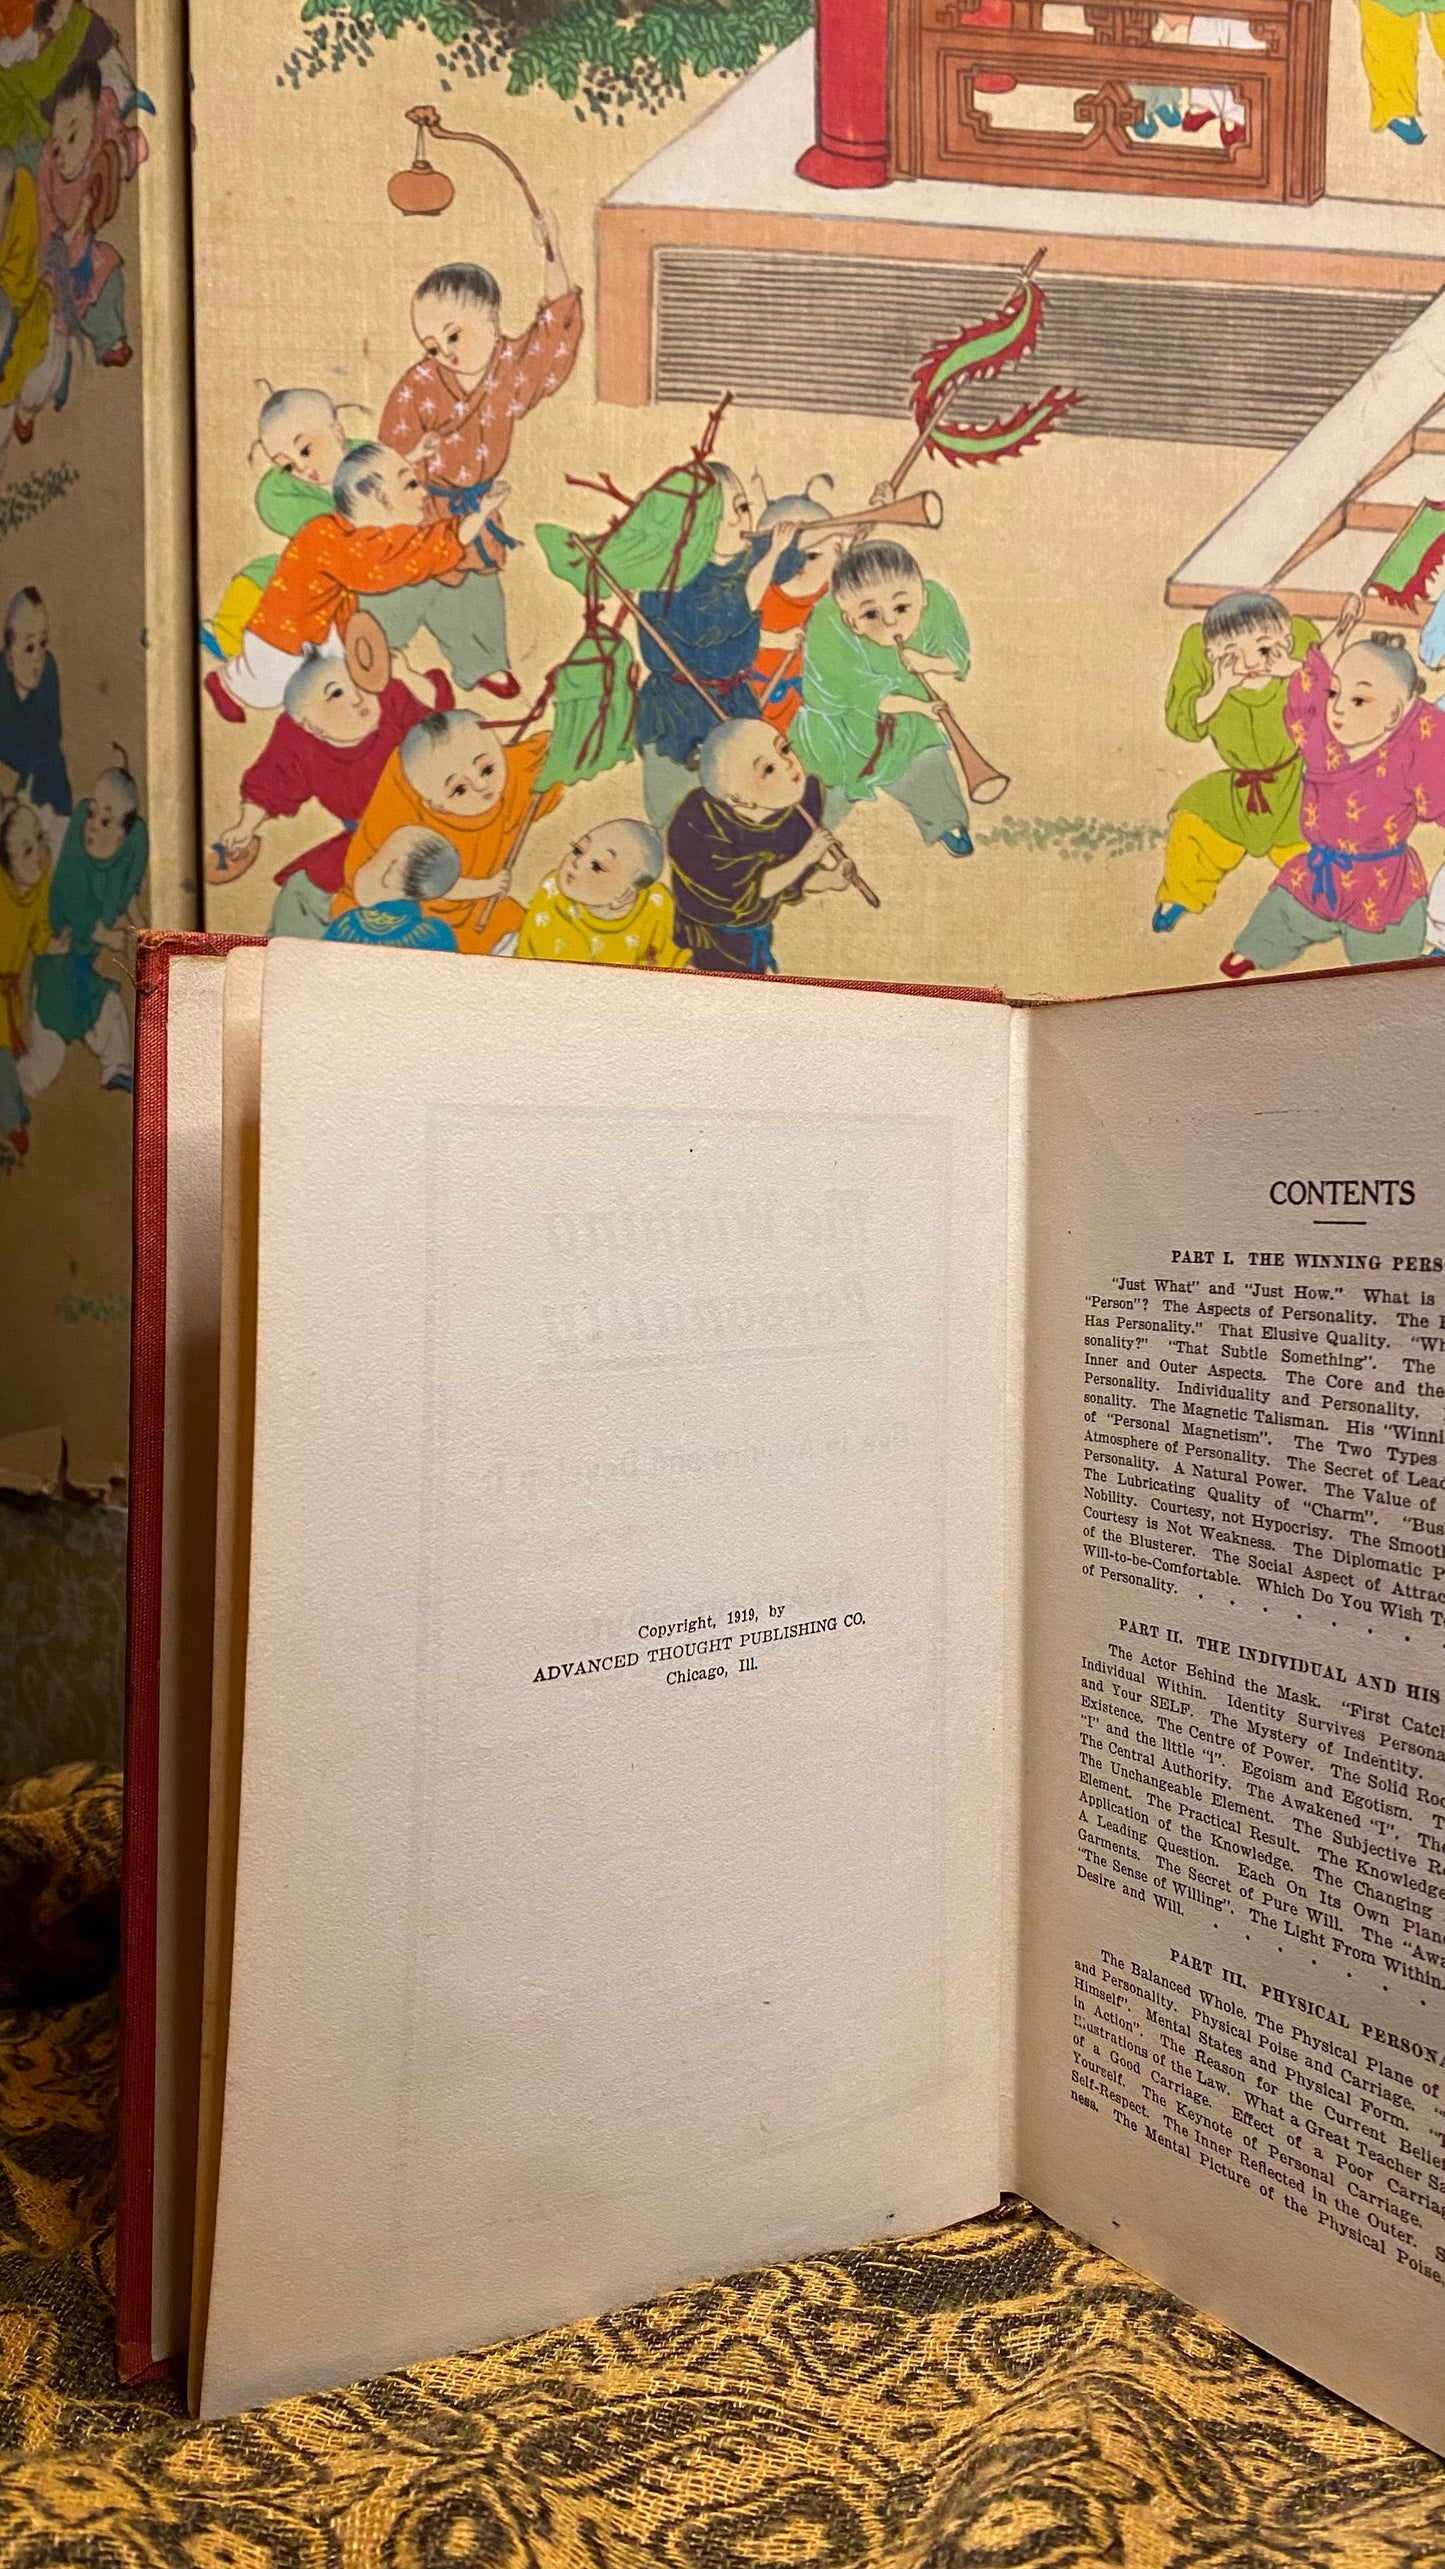 Copyright, 1919, by
ADVANCED THOUGHT PUBLISHING CO.
Chicago, Ill.
CONTENTS
PART I. THE WINNING PERSO
"Just What" and "Just How." What is
"Person"? The Aspects of Personality. The
Has Personality." That Elusive Quality. "Wh
sonality?" "That Subtle Something". The
Inner and Outer Aspects. The Core and the
Personality. Individuality and Personality.
sonality. The Magnetic Talisman. His "Winni
of "Personal Magnetism". The Two Types
Atmosphere of Personality. The Secret of Lead
Personality. A Natural Power. The Value of
The Lubricating Quality of "Charm". "Bus
Nobility. Courtesy, not Hypocrisy. The Smooth
Courtesy is Not Weakness. The Diplomatic P
of the Blusterer. The Social Aspect of Attrac
Will-to-be-Comfortable. Which Do You Wish T
of Personality. . . . . . . .
PART II. THE INDIVIDUAL AND HIS
The Actor Behind the Mask. "First Catch
Individual Within. Identity Survives Persona
and Your SELF. The Mystery of Indentity.
Existence. The Centre of Power. The Solid Roc
"I" and the little "i". Egoism and Egotism. T
The Central Authority. The Awakened "I". The
The Unchangeable Element. The Subjective Re
Element. The Practical Result. The Knowledge
Application of the Knowledge. The Changing
A Leading Question. Each On Its Own Plane
Garments. The Secret of Pure Will. The "Awa
"The Sense of Willing". The Light From Within.
Desire and Will. . . . . . . .
PART III. PHYSICAL PERSONA
The Balanced Whole. The Physical Plane of
and Personality. Physical Poise and Carriage.
Himself". Mental States and Physical Form. "T
in Action". The Reason for the Current Belief
Illustrations of the Law. What a Great Teacher Sa
of a Good Carriage. Effect of a Poor Carriag
Yourself. The Keynote of Personal Carriage.
Self-Respect. The Inner Reflected in the Outer. S
ness. The Mental Picture of the Physical Poise.